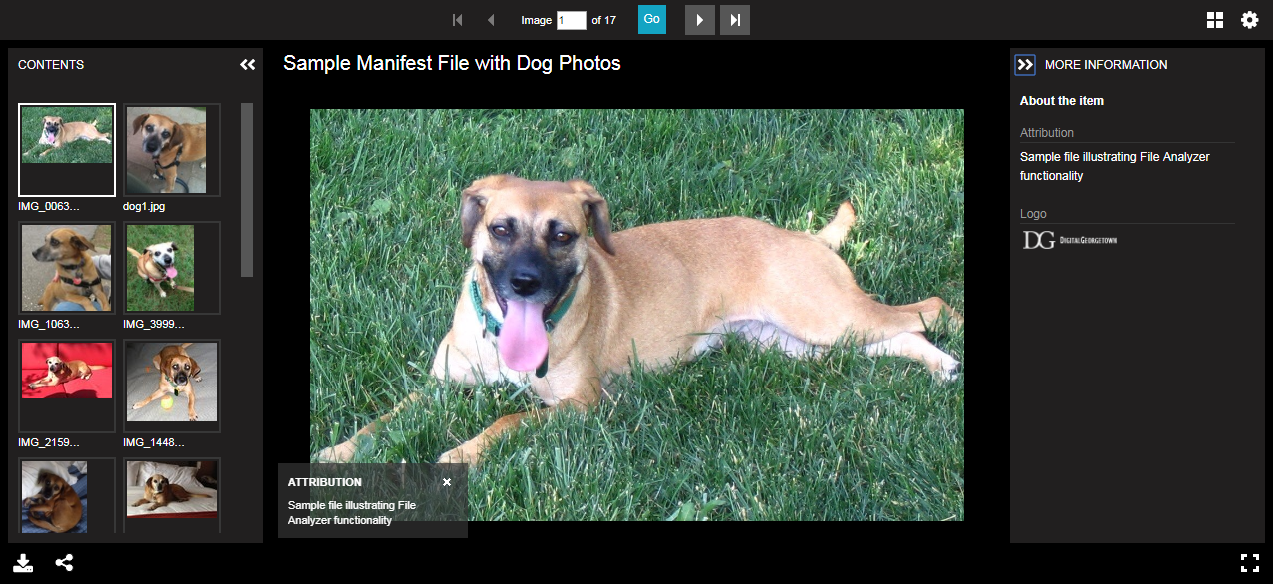 Image 1 of 17 Go
CONTENTS
Sample Manifest File with Dog Photos
IMG_0063...
dog1.jpg
IMG_1063...
IMG_3999...
IMG_2159...
IMG_1448...
ATTRIBUTION
Sample file illustrating File
Analyzer functionality
MORE INFORMATION
About the item
Attribution
Sample file illustrating File Analyzer
functionality
Logo
DG DIGITALGEORGETOWN